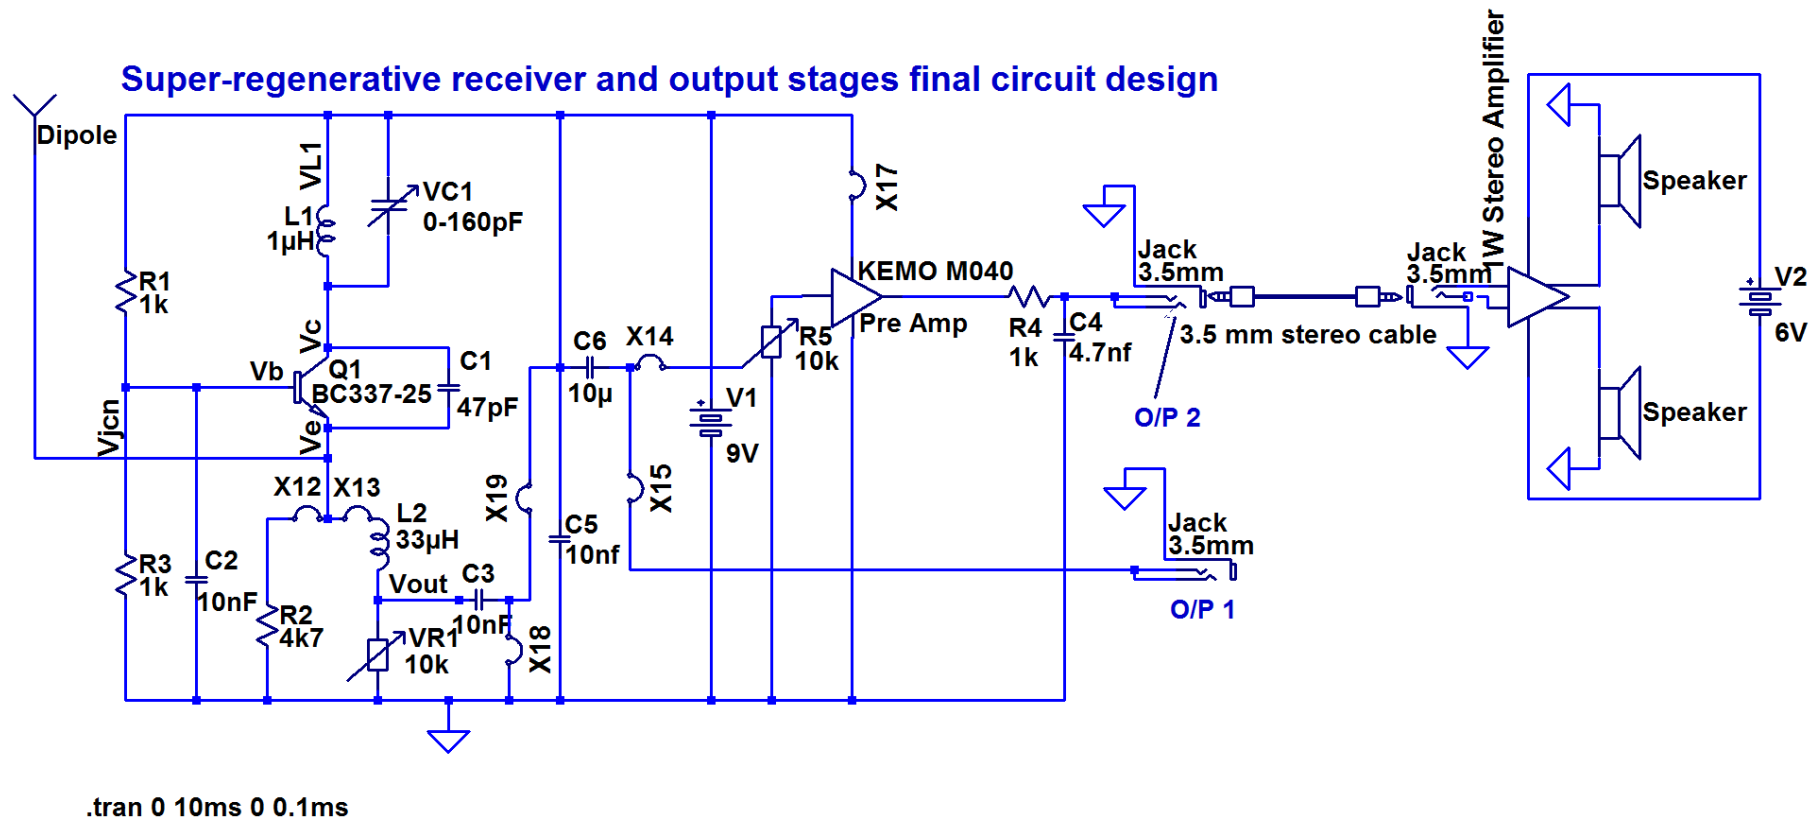 Super-regenerative receiver and output stages final circuit design
Dipole
VL1
VC1
0-160pF
L1
1µH
X17
1W Stereo Amplifier
Speaker
R1
1k
KEMO M040
Pre Amp
Jack
3.5mm
Jack
3.5mm
V2
6V
R4
1k
C4
4.7nf
3.5 mm stereo cable
O/P 2
Vc
Vb
Q1
BC337-25
C1
47pF
C6
10µ
X14
R5
10k
V1
9V
Speaker
Vjcn
Ve
X12
X13
L2
33µH
X19
X15
C5
10nf
Jack
3.5mm
O/P 1
R3
1k
C2
10nF
R2
4k7
Vout
C3
10nF
VR1
10k
X18
.tran 0 10ms 0 0.1ms